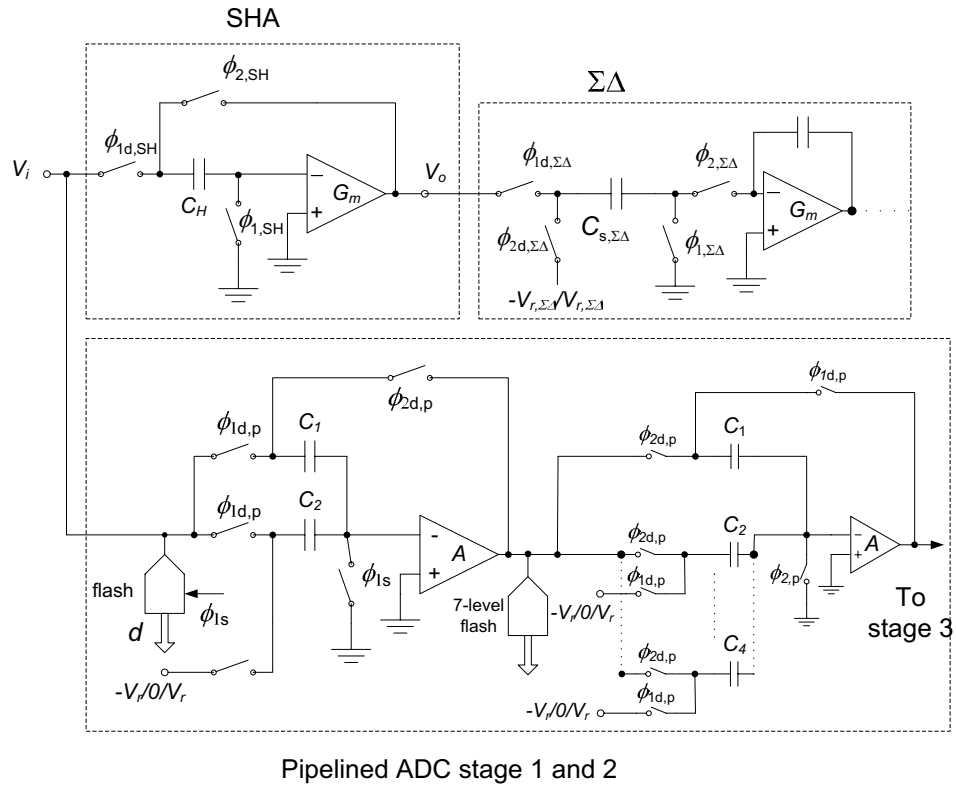 SHA
ϕ2,SH
ΣΔ
ϕ1d,SH
Vi
CH
ϕ1,SH
Gm
Vo
ϕ1d,ΣΔ
ϕ2d,ΣΔ
Cs,ΣΔ
ϕ2,ΣΔ
ϕ1,ΣΔ
Gm
-Vr,ΣΔ/Vr,ΣΔ
- +
- +
ϕ2d,p
ϕ1d,p
C1
ϕ1d,p
C2
flash
d
ϕ1s
ϕ1s
-Vr/0/Vr
- +
A
7-level
flash
ϕ1d,p
ϕ2d,p
C1
ϕ2d,p
C2
ϕ1d,p
-Vr/0/Vr
ϕ2,p
- +
A
ϕ2d,p
C4
ϕ1d,p
-Vr/0/Vr
To
stage 3
Pipelined ADC stage 1 and 2